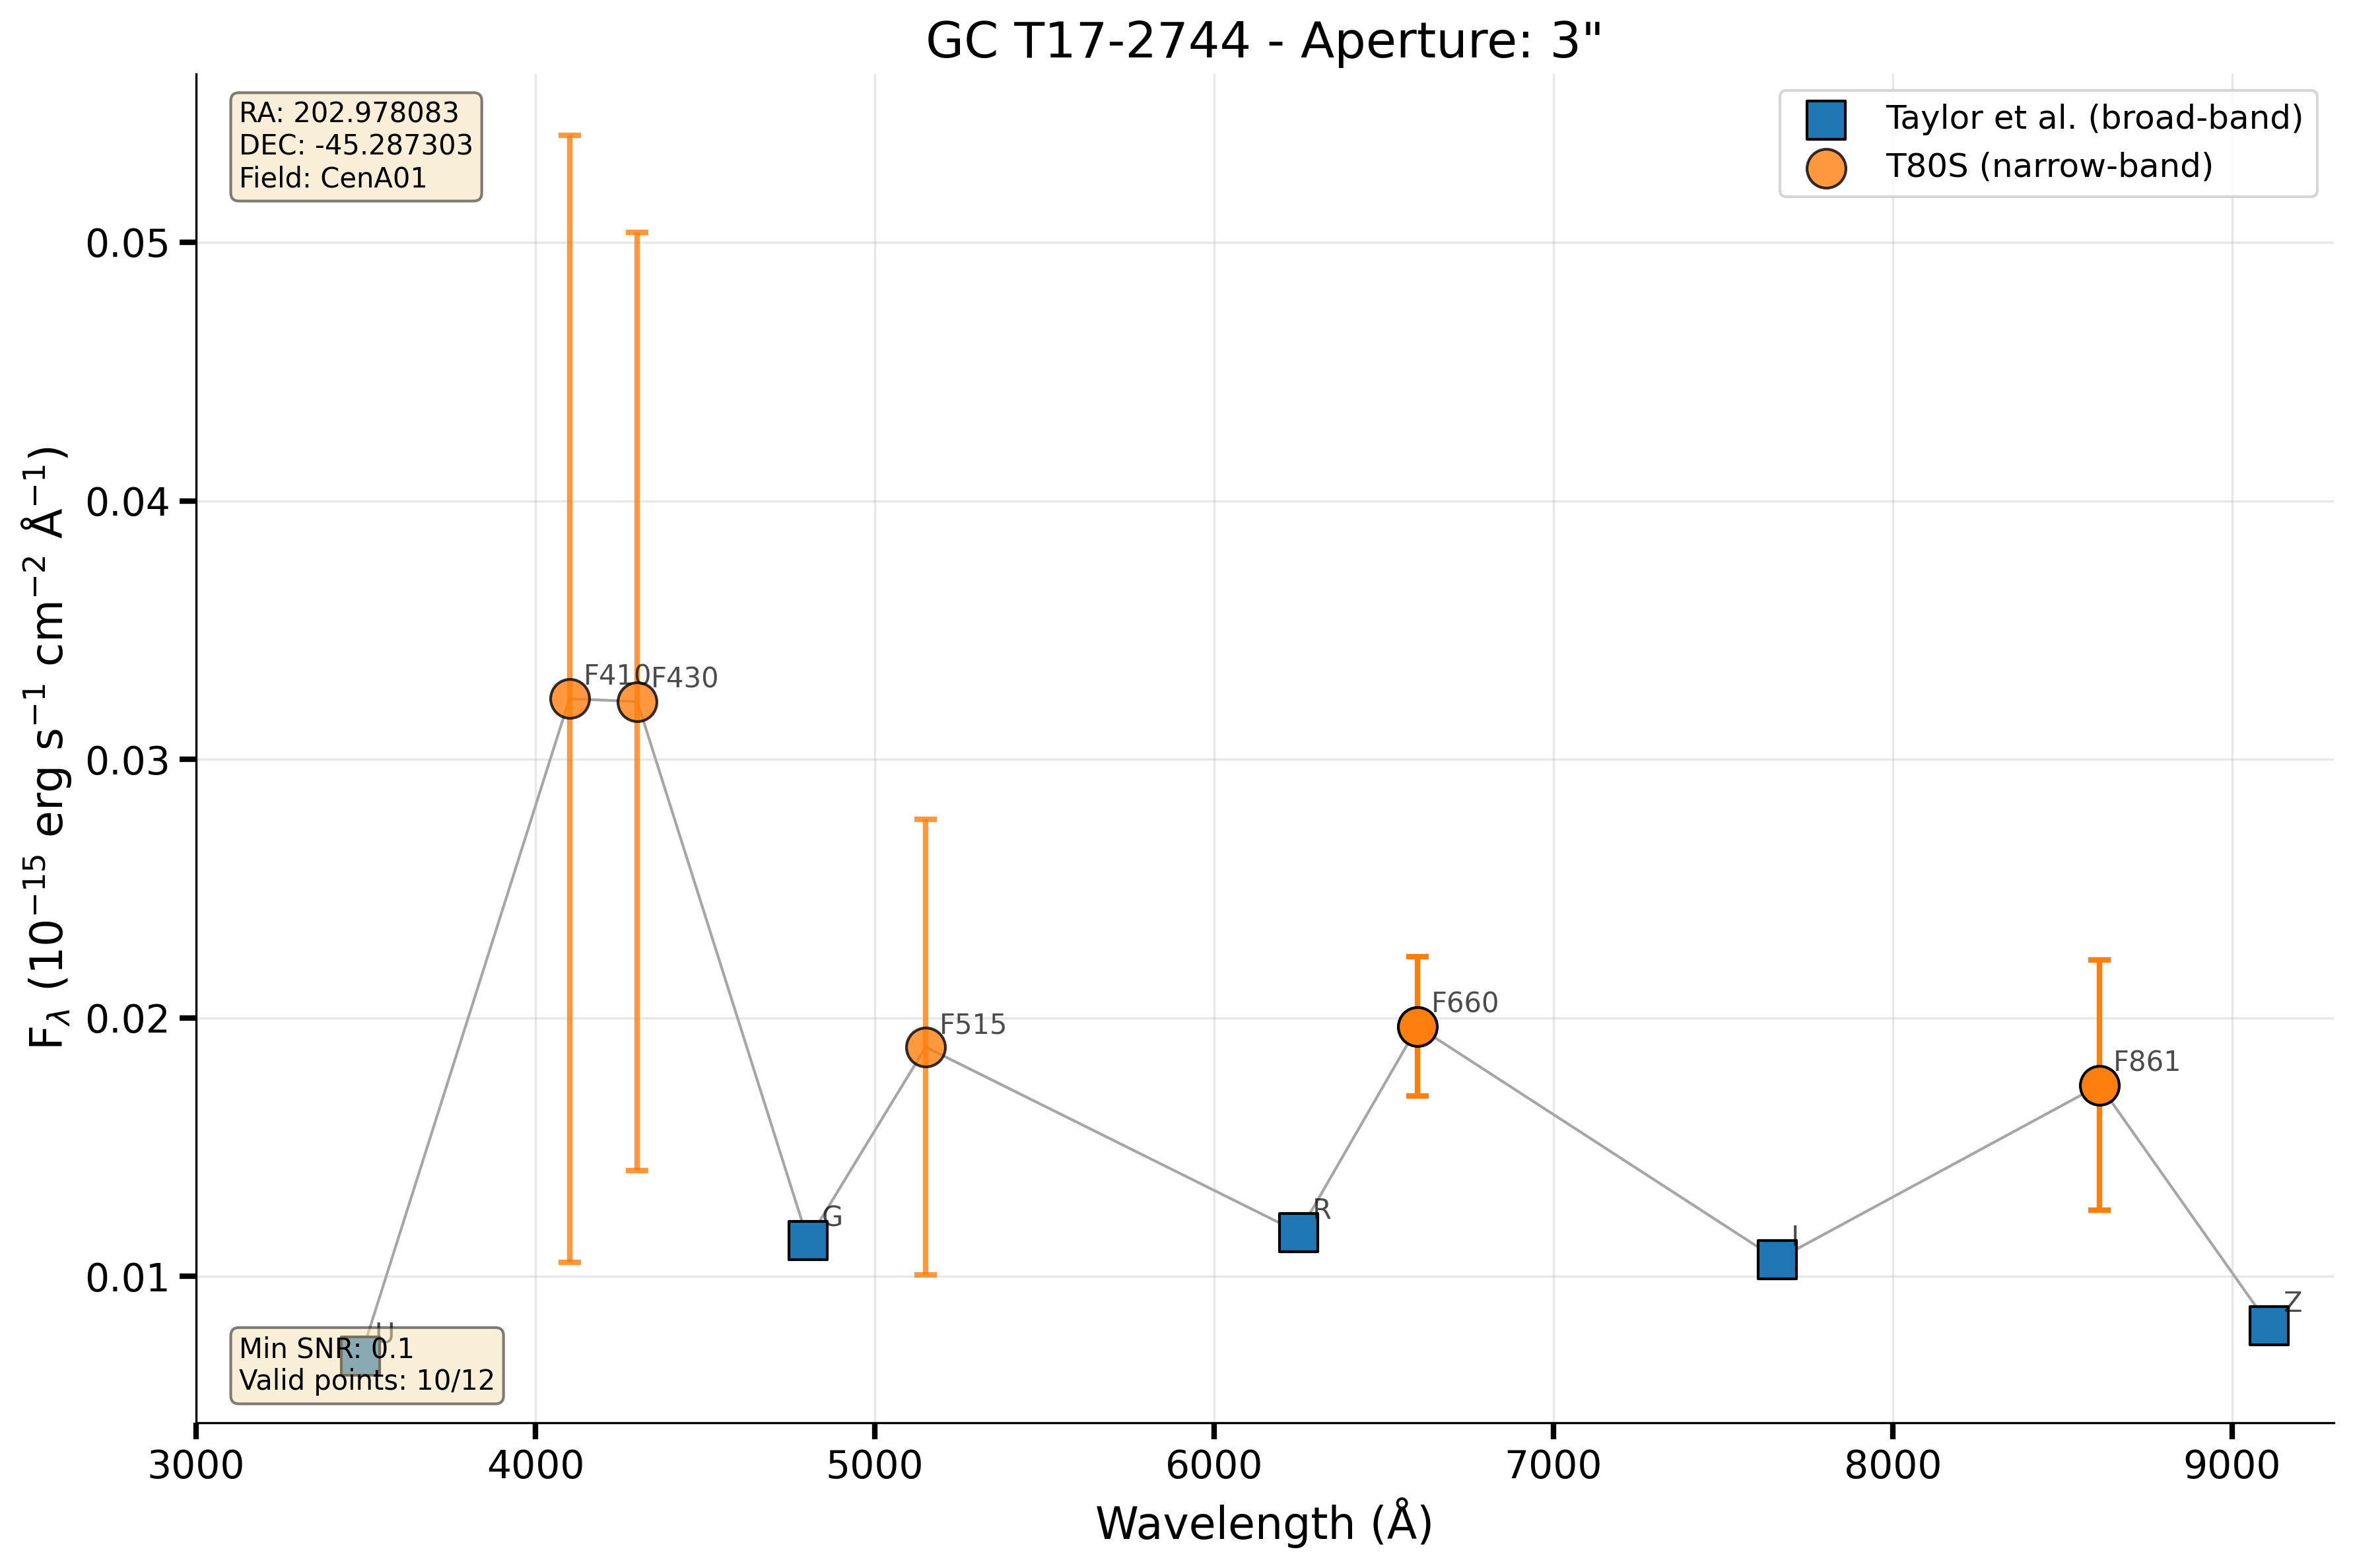 GC T17-2744 - Aperture: 3"
RA: 202.978083
DEC: -45.287303
Field: CenA01
Taylor et al. (broad-band)
T80S (narrow-band)
F_λ (10⁻¹⁵ erg s⁻¹ cm⁻² Å⁻¹)
0.05
0.04
0.03
0.02
0.01
U
F410
F430
G
F515
R
F660
I
F861
Z
Min SNR: 0.1
Valid points: 10/12
3000 4000 5000 6000 7000 8000 9000
Wavelength (Å)